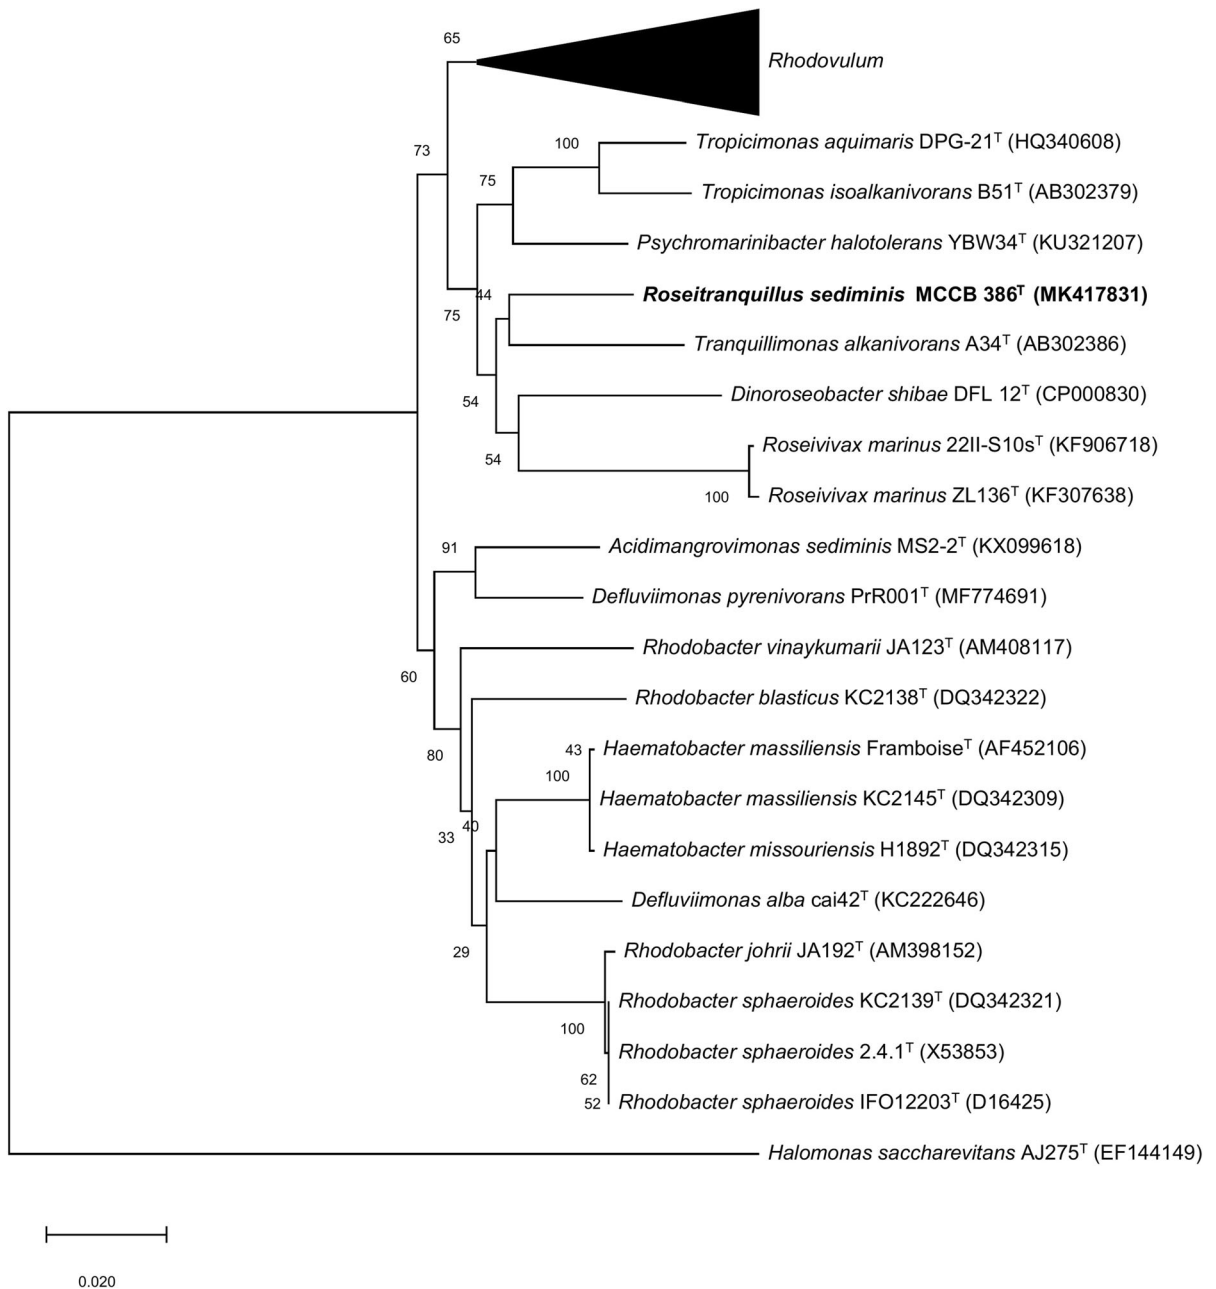 65
Rhodovulum
73
100
Tropicimonas aquimaris DPG-21ᵀ (HQ340608)
75
Tropicimonas isoalkanivorans B51ᵀ (AB302379)
Psychromarinibacter halotolerans YBW34ᵀ (KU321207)
44
Roseitranquillus sediminis MCCB 386ᵀ (MK417831)
75
Tranquillimonas alkanivorans A34ᵀ (AB302386)
54
Dinoroseobacter shibae DFL 12ᵀ (CP000830)
54
Roseivivax marinus 22II-S10sᵀ (KF906718)
100
Roseivivax marinus ZL136ᵀ (KF307638)
91
Acidimangrovimonas sediminis MS2-2ᵀ (KX099618)
Defluviimonas pyrenivorans PrR001ᵀ (MF774691)
60
Rhodobacter vinaykumarii JA123ᵀ (AM408117)
Rhodobacter blasticus KC2138ᵀ (DQ342322)
80
43
Haematobacter massiliensis Framboiseᵀ (AF452106)
100
Haematobacter massiliensis KC2145ᵀ (DQ342309)
33
40
Haematobacter missouriensis H1892ᵀ (DQ342315)
Defluviimonas alba cai42ᵀ (KC222646)
29
Rhodobacter johrii JA192ᵀ (AM398152)
Rhodobacter sphaeroides KC2139ᵀ (DQ342321)
100
Rhodobacter sphaeroides 2.4.1ᵀ (X53853)
62
52
Rhodobacter sphaeroides IFO12203ᵀ (D16425)
Halomonas saccharevitans AJ275ᵀ (EF144149)
0.020